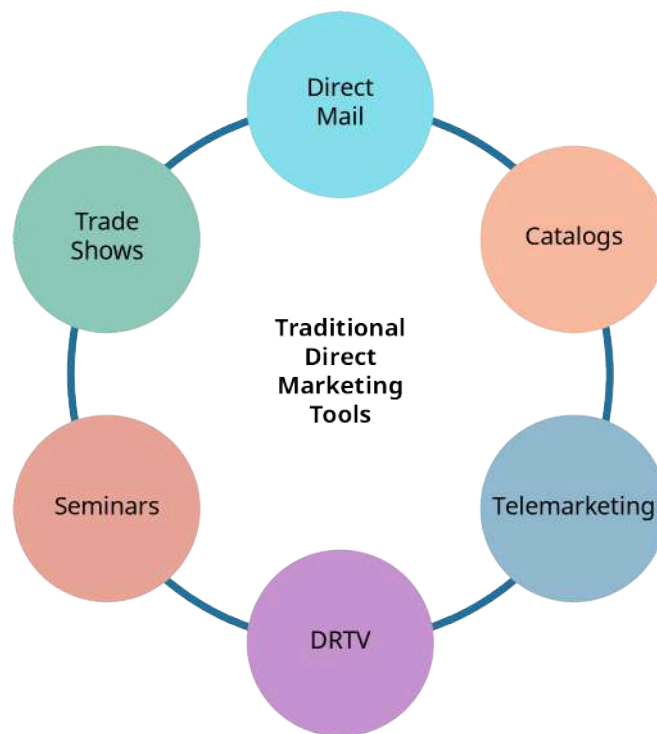 Direct
Mail
Catalogs
Telemarketing
DRTV
Seminars
Trade
Shows
Traditional
Direct
Marketing
Tools